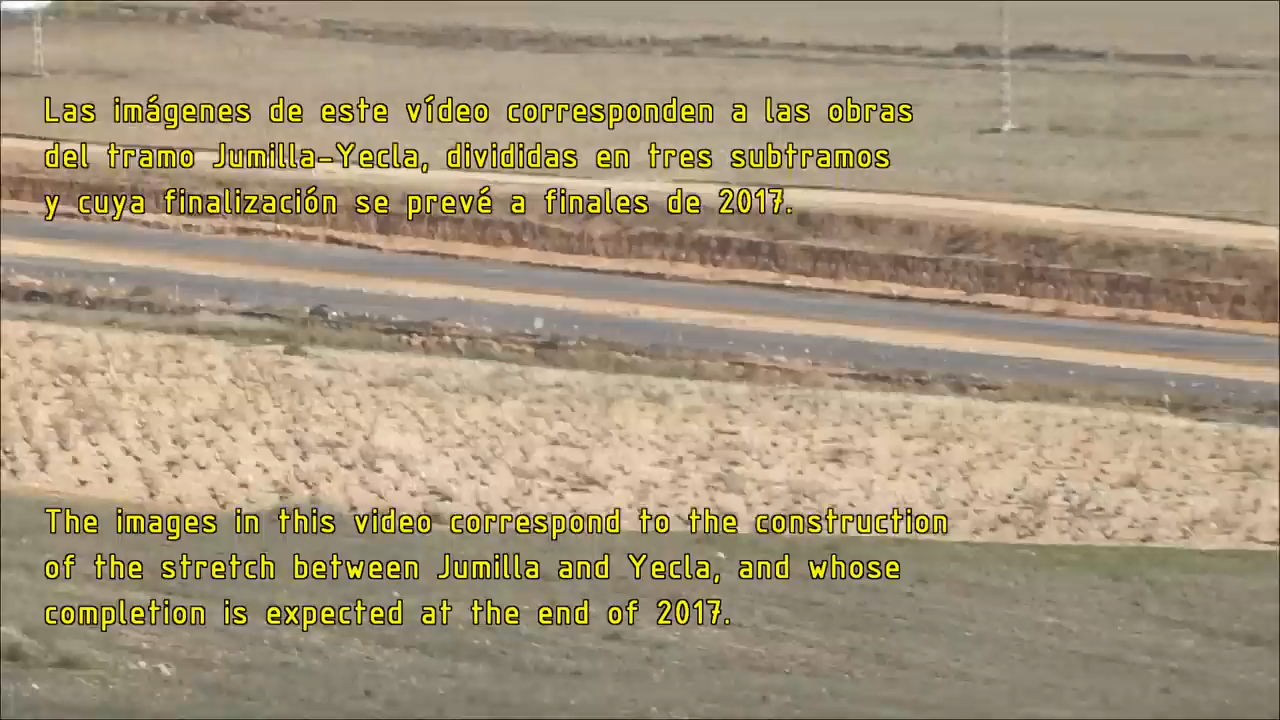 Las imágenes de este vídeo corresponden a las obras
del tramo Jumilla-Yecla, divididas en tres subtramos
y cuya finalización se prevé a finales de 2017.
The images in this video correspond to the construction
of the stretch between Jumilla and Yecla, and whose
completion is expected at the end of 2017.